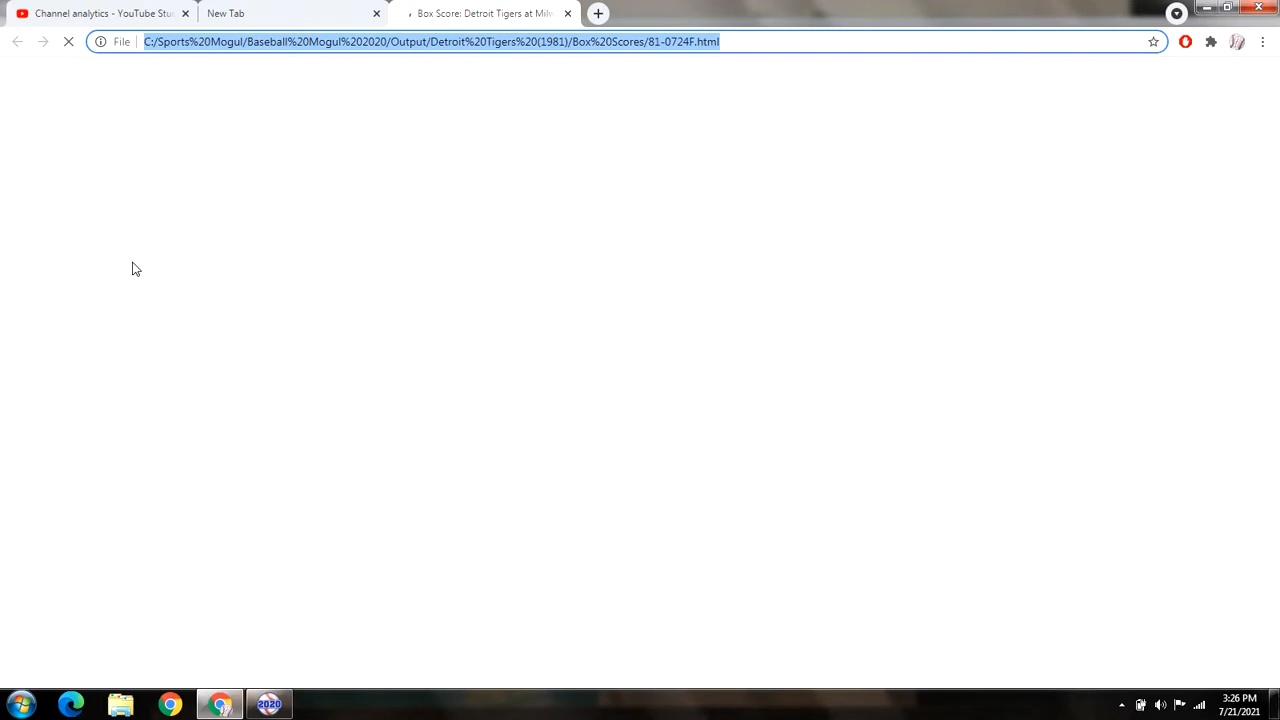 Channel analytics - YouTube Stu
New Tab
Box Score: Detroit Tigers at Milw
File
C:/Sports%20Mogul/Baseball%20Mogul%202020/Output/Detroit%20Tigers%20(1981)/Box%20Scores/81-0724F.html
2020
3:26 PM
7/21/2021